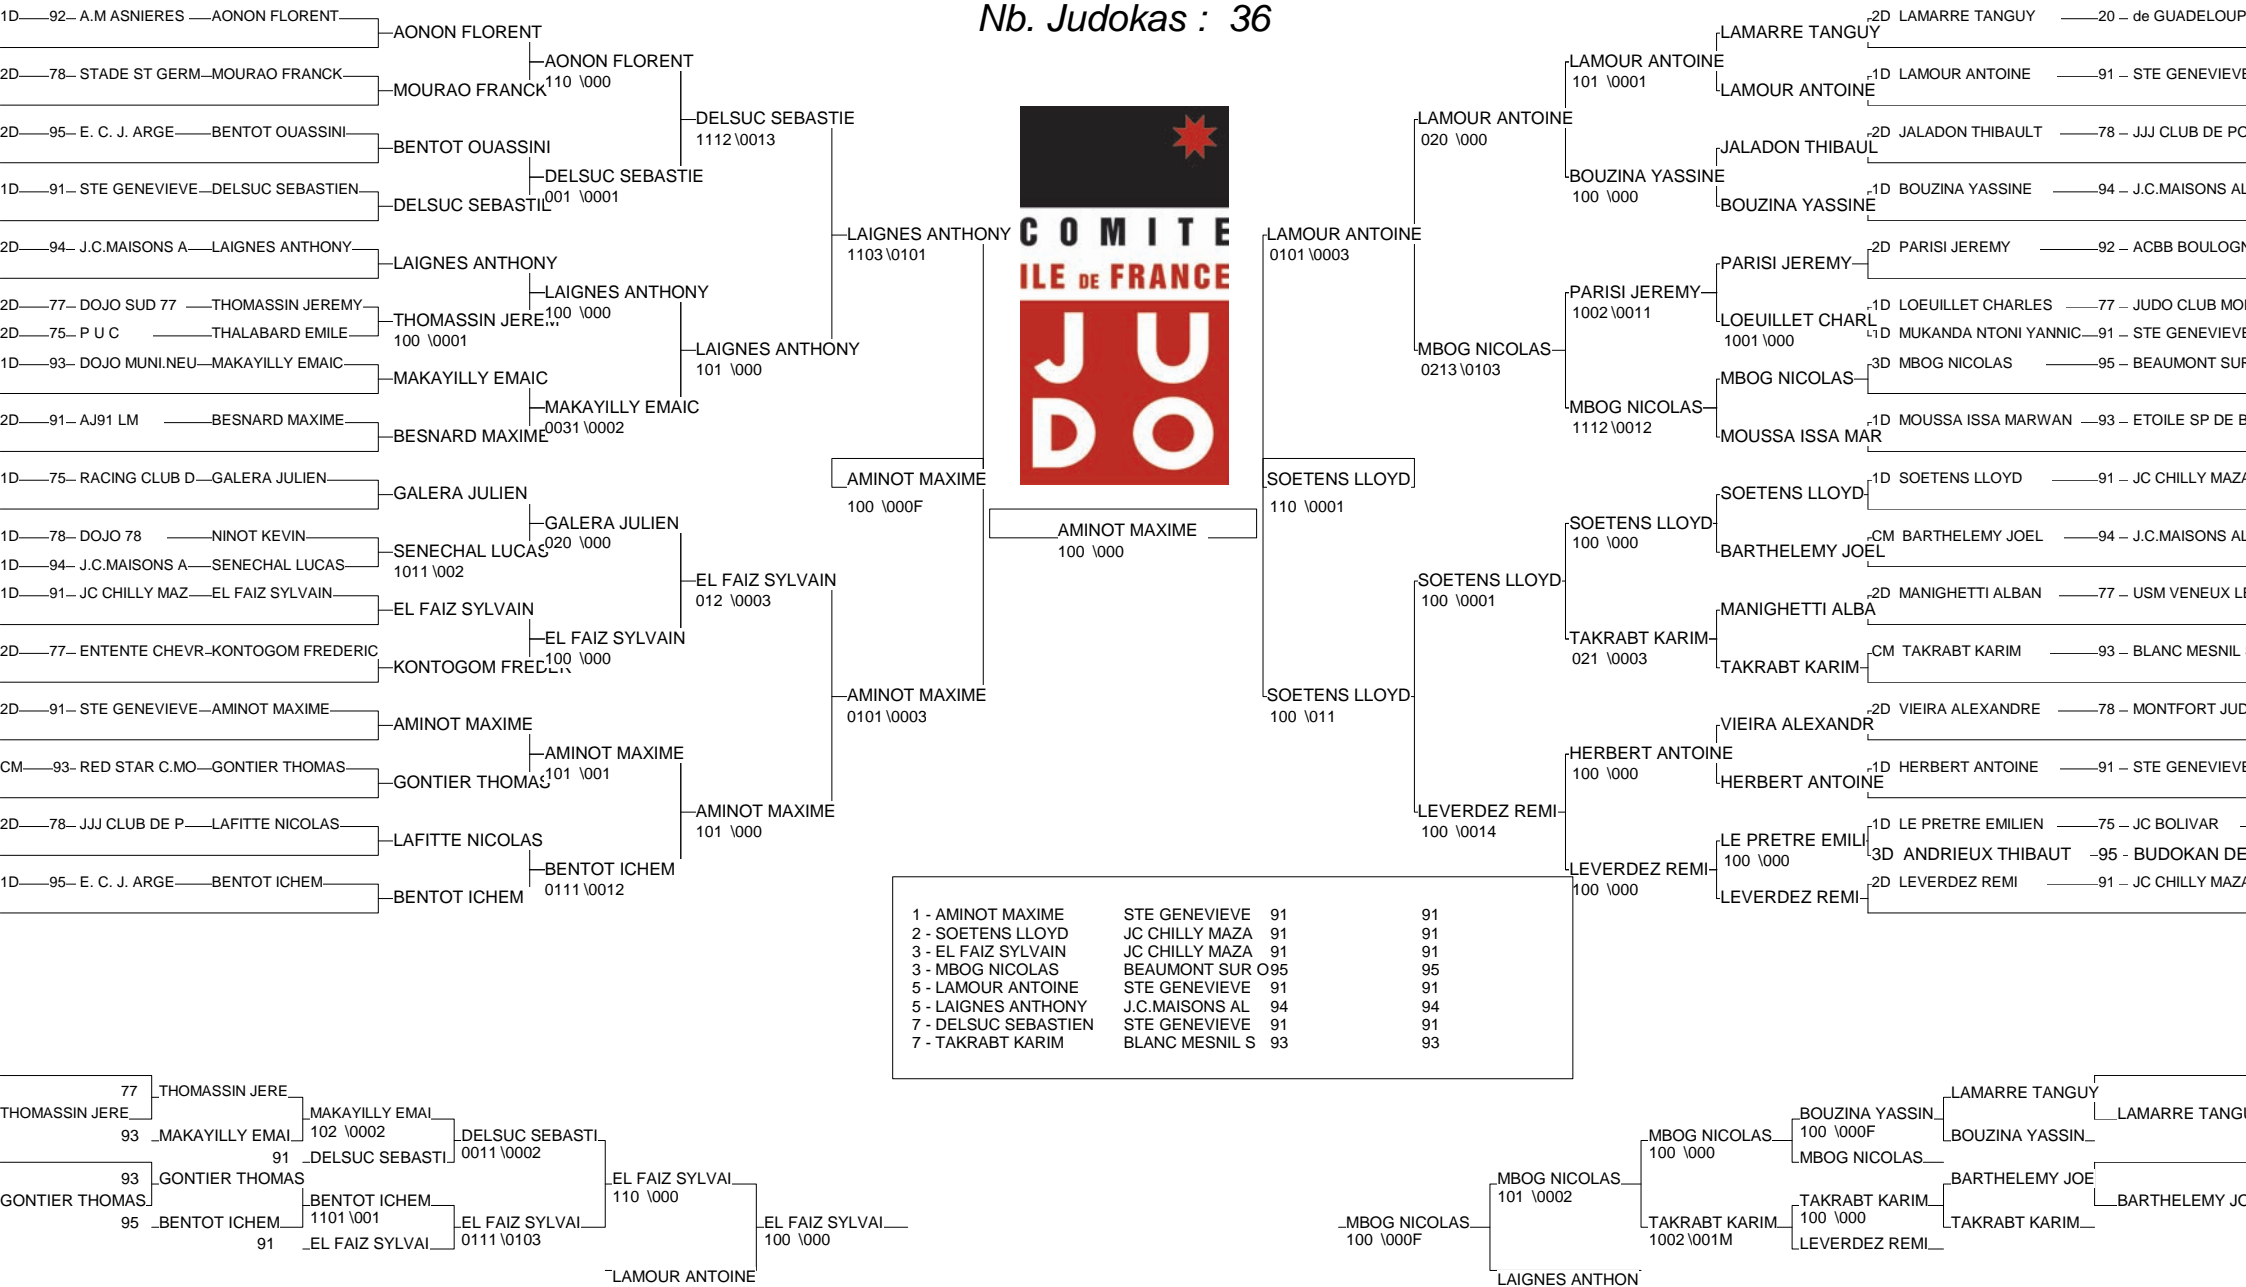 Nb. Judokas : 36
1D 92 A.M ASNIERES AONON FLORENT
2D 78 STADE ST GERM MOURAO FRANCK
2D 95 E. C. J. ARGE BENTOT OUASSINI
1D 91 STE GENEVIEVE DELSUC SEBASTIEN
2D 94 J.C.MAISONS A LAIGNES ANTHONY
2D 77 DOJO SUD 77 THOMASSIN JEREMY
2D 75 P U C THALABARD EMILE
1D 93 DOJO MUNI.NEU MAKAYILLY EMAIC
2D 91 AJ91 LM BESNARD MAXIME
1D 75 RACING CLUB D GALERA JULIEN
1D 78 DOJO 78 NINOT KEVIN
1D 94 J.C.MAISONS A SENECHAL LUCAS
1D 91 JC CHILLY MAZ EL FAIZ SYLVAIN
2D 77 ENTENTE CHEVR KONTOGOM FREDERIC
2D 91 STE GENEVIEVE AMINOT MAXIME
CM 93 RED STAR C.MO GONTIER THOMAS
2D 78 JJJ CLUB DE P LAFITTE NICOLAS
1D 95 E. C. J. ARGE BENTOT ICHEM
AONON FLORENT
MOURAO FRANCK
BENTOT OUASSINI
DELSUC SEBASTI
LAIGNES ANTHONY
THOMASSIN JEREM
100 \0001
MAKAYILLY EMAIC
BESNARD MAXIME
GALERA JULIEN
SENECHAL LUCAS
1011 \002
EL FAIZ SYLVAIN
KONTOGOM FREDER
AMINOT MAXIME
GONTIER THOMAS
LAFITTE NICOLAS
BENTOT ICHEM
AONON FLORENT
110 \000
DELSUC SEBASTIE
001 \0001
LAIGNES ANTHONY
100 \000
MAKAYILLY EMAIC
0031 \0002
GALERA JULIEN
020 \000
EL FAIZ SYLVAIN
100 \000
AMINOT MAXIME
101 \001
BENTOT ICHEM
0111 \0012
DELSUC SEBASTIE
1112 \0013
LAIGNES ANTHONY
101 \000
EL FAIZ SYLVAIN
012 \0003
AMINOT MAXIME
101 \000
LAIGNES ANTHONY
1103 \0101
AMINOT MAXIME
0101 \0003
AMINOT MAXIME
100 \000F
COMITE
ILE DE FRANCE
JU
DO
AMINOT MAXIME
100 \000
SOETENS LLOYD
110 \0001
LAMOUR ANTOINE
0101 \0003
SOETENS LLOYD
100 \011
LAMOUR ANTOINE
020 \000
MBOG NICOLAS
0213 \0103
SOETENS LLOYD
100 \0001
LEVERDEZ REMI
100 \0014
LAMOUR ANTOINE
101 \0001
BOUZINA YASSINE
100 \000
PARISI JEREMY
1002 \0011
MBOG NICOLAS
1112 \0012
SOETENS LLOYD
100 \000
TAKRABT KARIM
021 \0003
HERBERT ANTOINE
100 \000
LEVERDEZ REMI
100 \000
LAMARRE TANGUY
LAMOUR ANTOINE
JALADON THIBAUL
BOUZINA YASSINE
PARISI JEREMY
LOEUILLET CHARL
1001 \000
MBOG NICOLAS
MOUSSA ISSA MAR
SOETENS LLOYD
BARTHELEMY JOEL
MANIGHETTI ALBA
TAKRABT KARIM
VIEIRA ALEXANDR
HERBERT ANTOINE
LE PRETRE EMILI
100 \000
LEVERDEZ REMI
2D LAMARRE TANGUY 20 – de GUADELOUP
1D LAMOUR ANTOINE 91 – STE GENEVIEVE
2D JALADON THIBAULT 78 – JJJ CLUB DE PO
1D BOUZINA YASSINE 94 – J.C.MAISONS AL
2D PARISI JEREMY 92 – ACBB BOULOGN
1D LOEUILLET CHARLES 77 – JUDO CLUB MO
1D MUKANDA NTONI YANNIC 91 – STE GENEVIEVE
3D MBOG NICOLAS 95 – BEAUMONT SUR
1D MOUSSA ISSA MARWAN 93 – ETOILE SP DE B
1D SOETENS LLOYD 91 – JC CHILLY MAZA
CM BARTHELEMY JOEL 94 – J.C.MAISONS AL
2D MANIGHETTI ALBAN 77 – USM VENEUX LE
CM TAKRABT KARIM 93 – BLANC MESNIL
2D VIEIRA ALEXANDRE 78 – MONTFORT JUD
1D HERBERT ANTOINE 91 – STE GENEVIEVE
1D LE PRETRE EMILIEN 75 – JC BOLIVAR
3D ANDRIEUX THIBAUT 95 - BUDOKAN DE
2D LEVERDEZ REMI 91 – JC CHILLY MAZA
1 - AMINOT MAXIME STE GENEVIEVE 91 91
2 - SOETENS LLOYD JC CHILLY MAZA 91 91
3 - EL FAIZ SYLVAIN JC CHILLY MAZA 91 91
3 - MBOG NICOLAS BEAUMONT SUR O 95 95
5 - LAMOUR ANTOINE STE GENEVIEVE 91 91
5 - LAIGNES ANTHONY J.C.MAISONS AL 94 94
7 - DELSUC SEBASTIEN STE GENEVIEVE 91 91
7 - TAKRABT KARIM BLANC MESNIL S 93 93
THOMASSIN JERE
GONTIER THOMAS
77 THOMASSIN JERE
93 MAKAYILLY EMAI
93 GONTIER THOMAS
95 BENTOT ICHEM
MAKAYILLY EMAI
102 \0002
91 DELSUC SEBASTI
BENTOT ICHEM
1101 \001
91 EL FAIZ SYLVAI
DELSUC SEBASTI
0011 \0002
EL FAIZ SYLVAI
0111 \0103
EL FAIZ SYLVAI
110 \000
LAMOUR ANTOINE
EL FAIZ SYLVAI
100 \000
MBOG NICOLAS
100 \000F
MBOG NICOLAS
101 \0002
LAIGNES ANTHON
MBOG NICOLAS
100 \000
TAKRABT KARIM
1002 \001M
BOUZINA YASSIN
100 \000F
MBOG NICOLAS
TAKRABT KARIM
100 \000
LEVERDEZ REMI
LAMARRE TANGUY
BOUZINA YASSIN
BARTHELEMY JOE
TAKRABT KARIM
LAMARRE TANGU
BARTHELEMY JO